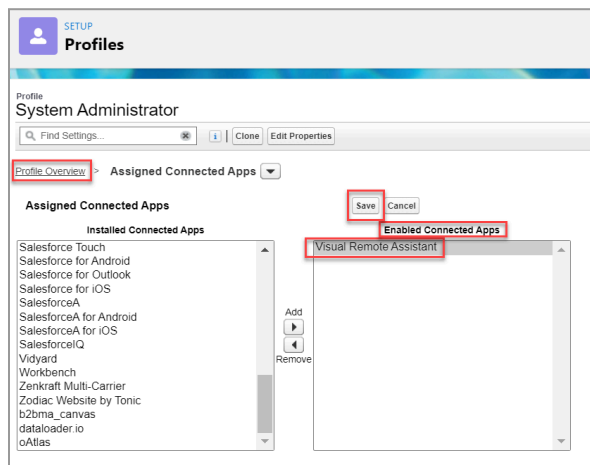 SETUP
Profiles
Profile
System Administrator
Find Settings...
i | Clone Edit Properties
Profile Overview > Assigned Connected Apps
Assigned Connected Apps
Save Cancel
Installed Connected Apps
Enabled Connected Apps
Salesforce Touch
Salesforce for Android
Salesforce for Outlook
Salesforce for iOS
SalesforceA
SalesforceA for Android
SalesforceA for iOS
SalesforceIQ
Vidyard
Workbench
Zenkraft Multi-Carrier
Zodiac Website by Tonic
b2bma_canvas
dataloader.io
oAtlas
Add
Remove
Visual Remote Assistant